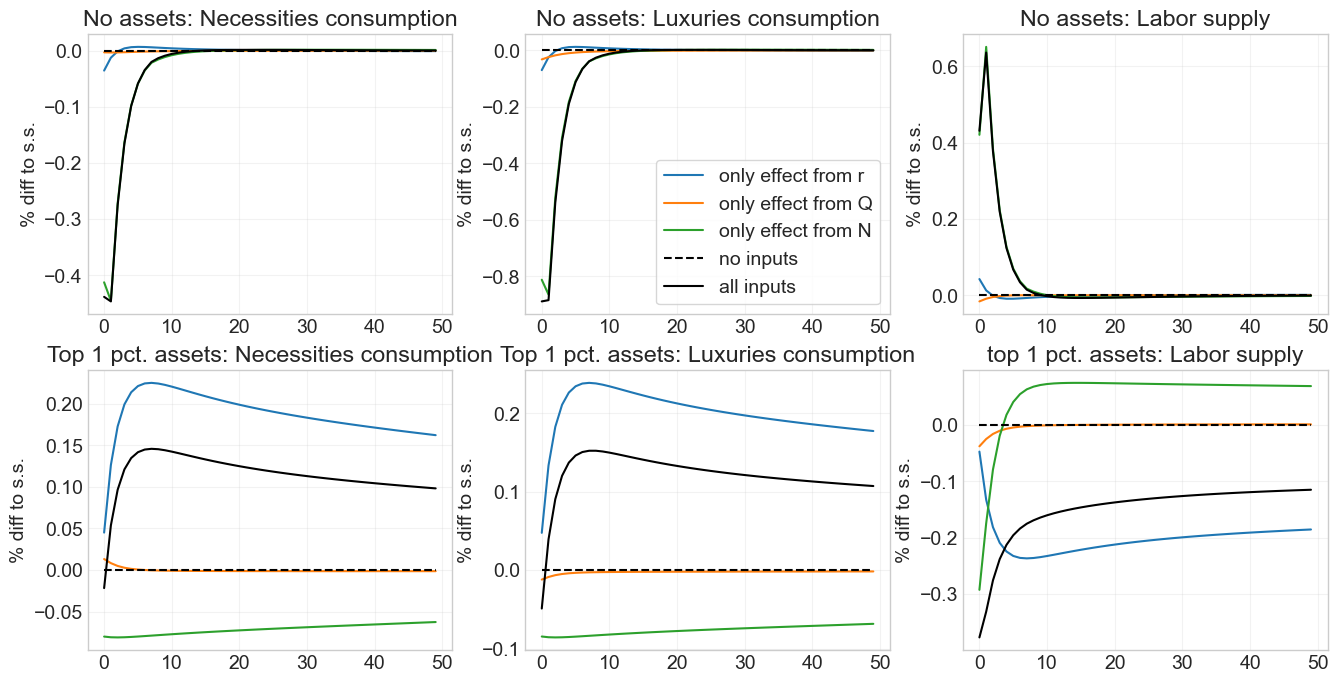 No assets: Necessities consumption
No assets: Luxuries consumption
No assets: Labor supply
% diff to s.s.
0.0
−0.1
−0.2
−0.3
−0.4
0 10 20 30 40 50
% diff to s.s.
0.0
−0.2
−0.4
−0.6
−0.8
0 10 20 30 40 50
only effect from r
only effect from Q
only effect from N
no inputs
all inputs
% diff to s.s.
0.6
0.4
0.2
0.0
0 10 20 30 40 50
Top 1 pct. assets: Necessities consumption
Top 1 pct. assets: Luxuries consumption
top 1 pct. assets: Labor supply
% diff to s.s.
0.20
0.15
0.10
0.05
0.00
−0.05
0 10 20 30 40 50
% diff to s.s.
0.2
0.1
0.0
−0.1
0 10 20 30 40 50
% diff to s.s.
0.0
−0.1
−0.2
−0.3
0 10 20 30 40 50